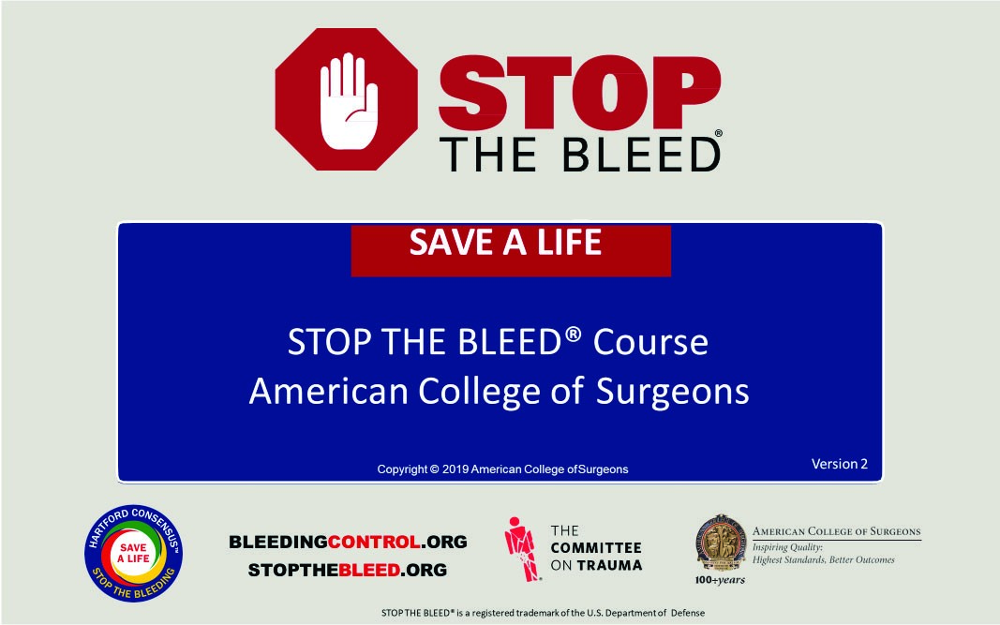 STOP
THE BLEED®
SAVE A LIFE
STOP THE BLEED® Course
American College of Surgeons
Copyright © 2019 American College ofSurgeons
Version 2
HARTFORD CONSENSUS™
SAVE
A LIFE
STOP THE BLEEDING
BLEEDINGCONTROL.ORG
STOPTHEBLEED.ORG
THE
COMMITTEE
ON TRAUMA
AMERICAN COLLEGE OF SURGEONS
Inspiring Quality:
Highest Standards, Better Outcomes
100+years
STOP THE BLEED® is a registered trademark of the U.S. Department of Defense